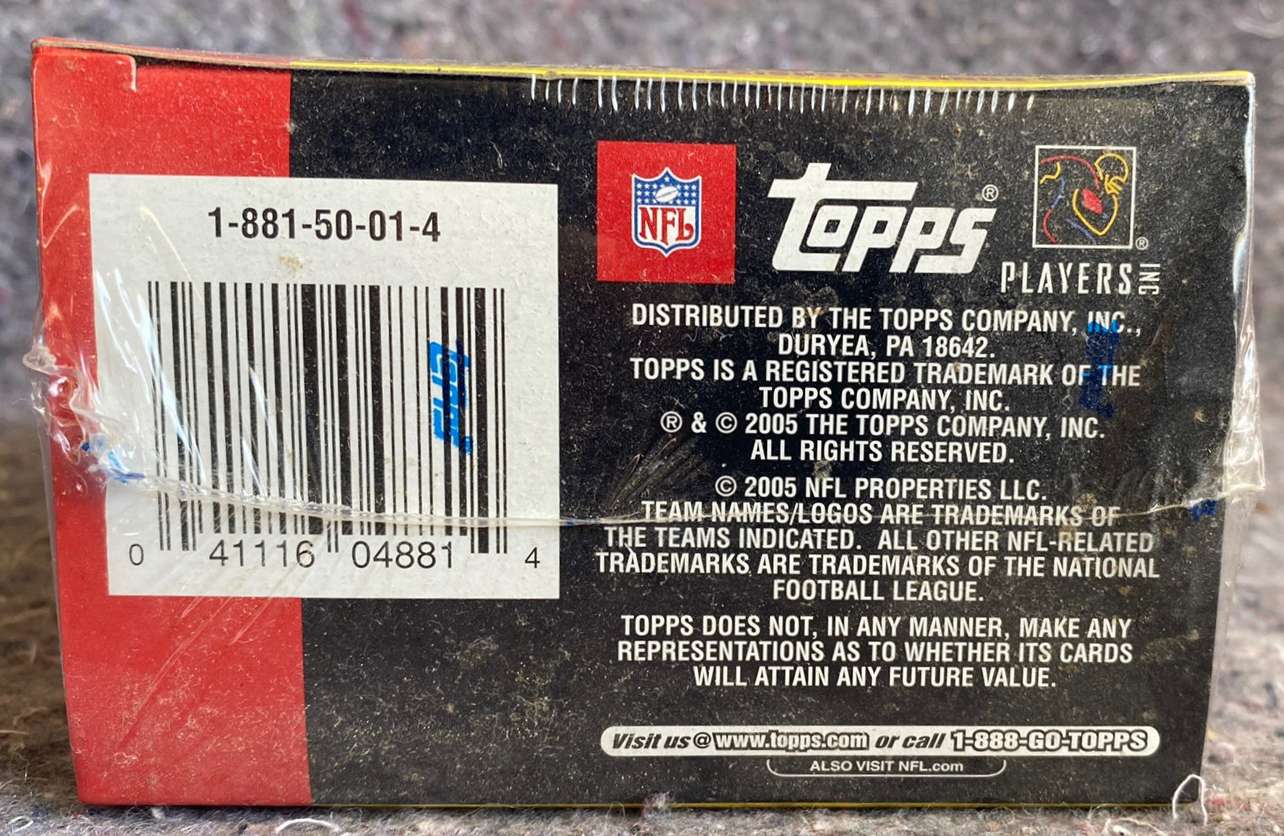 1-881-50-01-4
0 41116 04881 4
NFL
TOPPS®
PLAYERS INC ®
DISTRIBUTED BY THE TOPPS COMPANY, INC.,
DURYEA, PA 18642.
TOPPS IS A REGISTERED TRADEMARK OF THE
TOPPS COMPANY, INC.
® & © 2005 THE TOPPS COMPANY, INC.
ALL RIGHTS RESERVED.
© 2005 NFL PROPERTIES LLC.
TEAM NAMES/LOGOS ARE TRADEMARKS OF
THE TEAMS INDICATED. ALL OTHER NFL-RELATED
TRADEMARKS ARE TRADEMARKS OF THE NATIONAL
FOOTBALL LEAGUE.
TOPPS DOES NOT, IN ANY MANNER, MAKE ANY
REPRESENTATIONS AS TO WHETHER ITS CARDS
WILL ATTAIN ANY FUTURE VALUE.
Visit us @ www.topps.com or call 1-888-GO-TOPPS
ALSO VISIT NFL.com